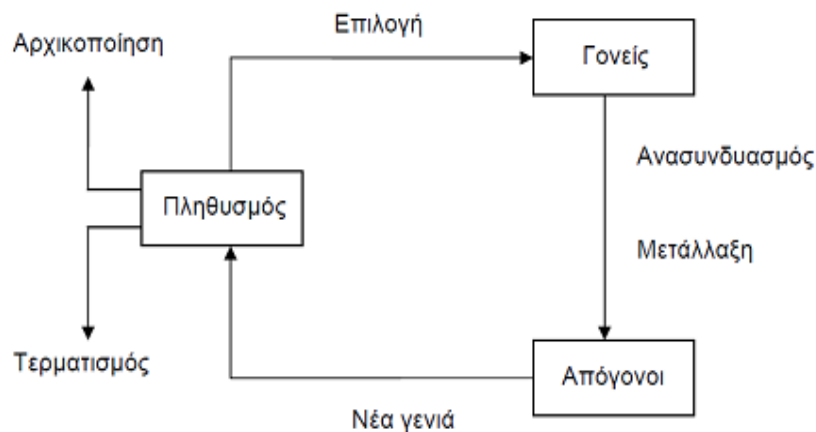 Επιλογή
Αρχικοποίηση
Γονείς
Ανασυνδυασμός
Πληθυσμός
Μετάλλαξη
Τερματισμός
Απόγονοι
Νέα γενιά